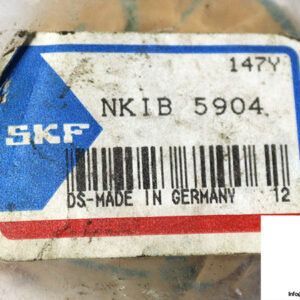 147Y
NKIB 5904
SKF
DS-MADE IN GERMANY 12